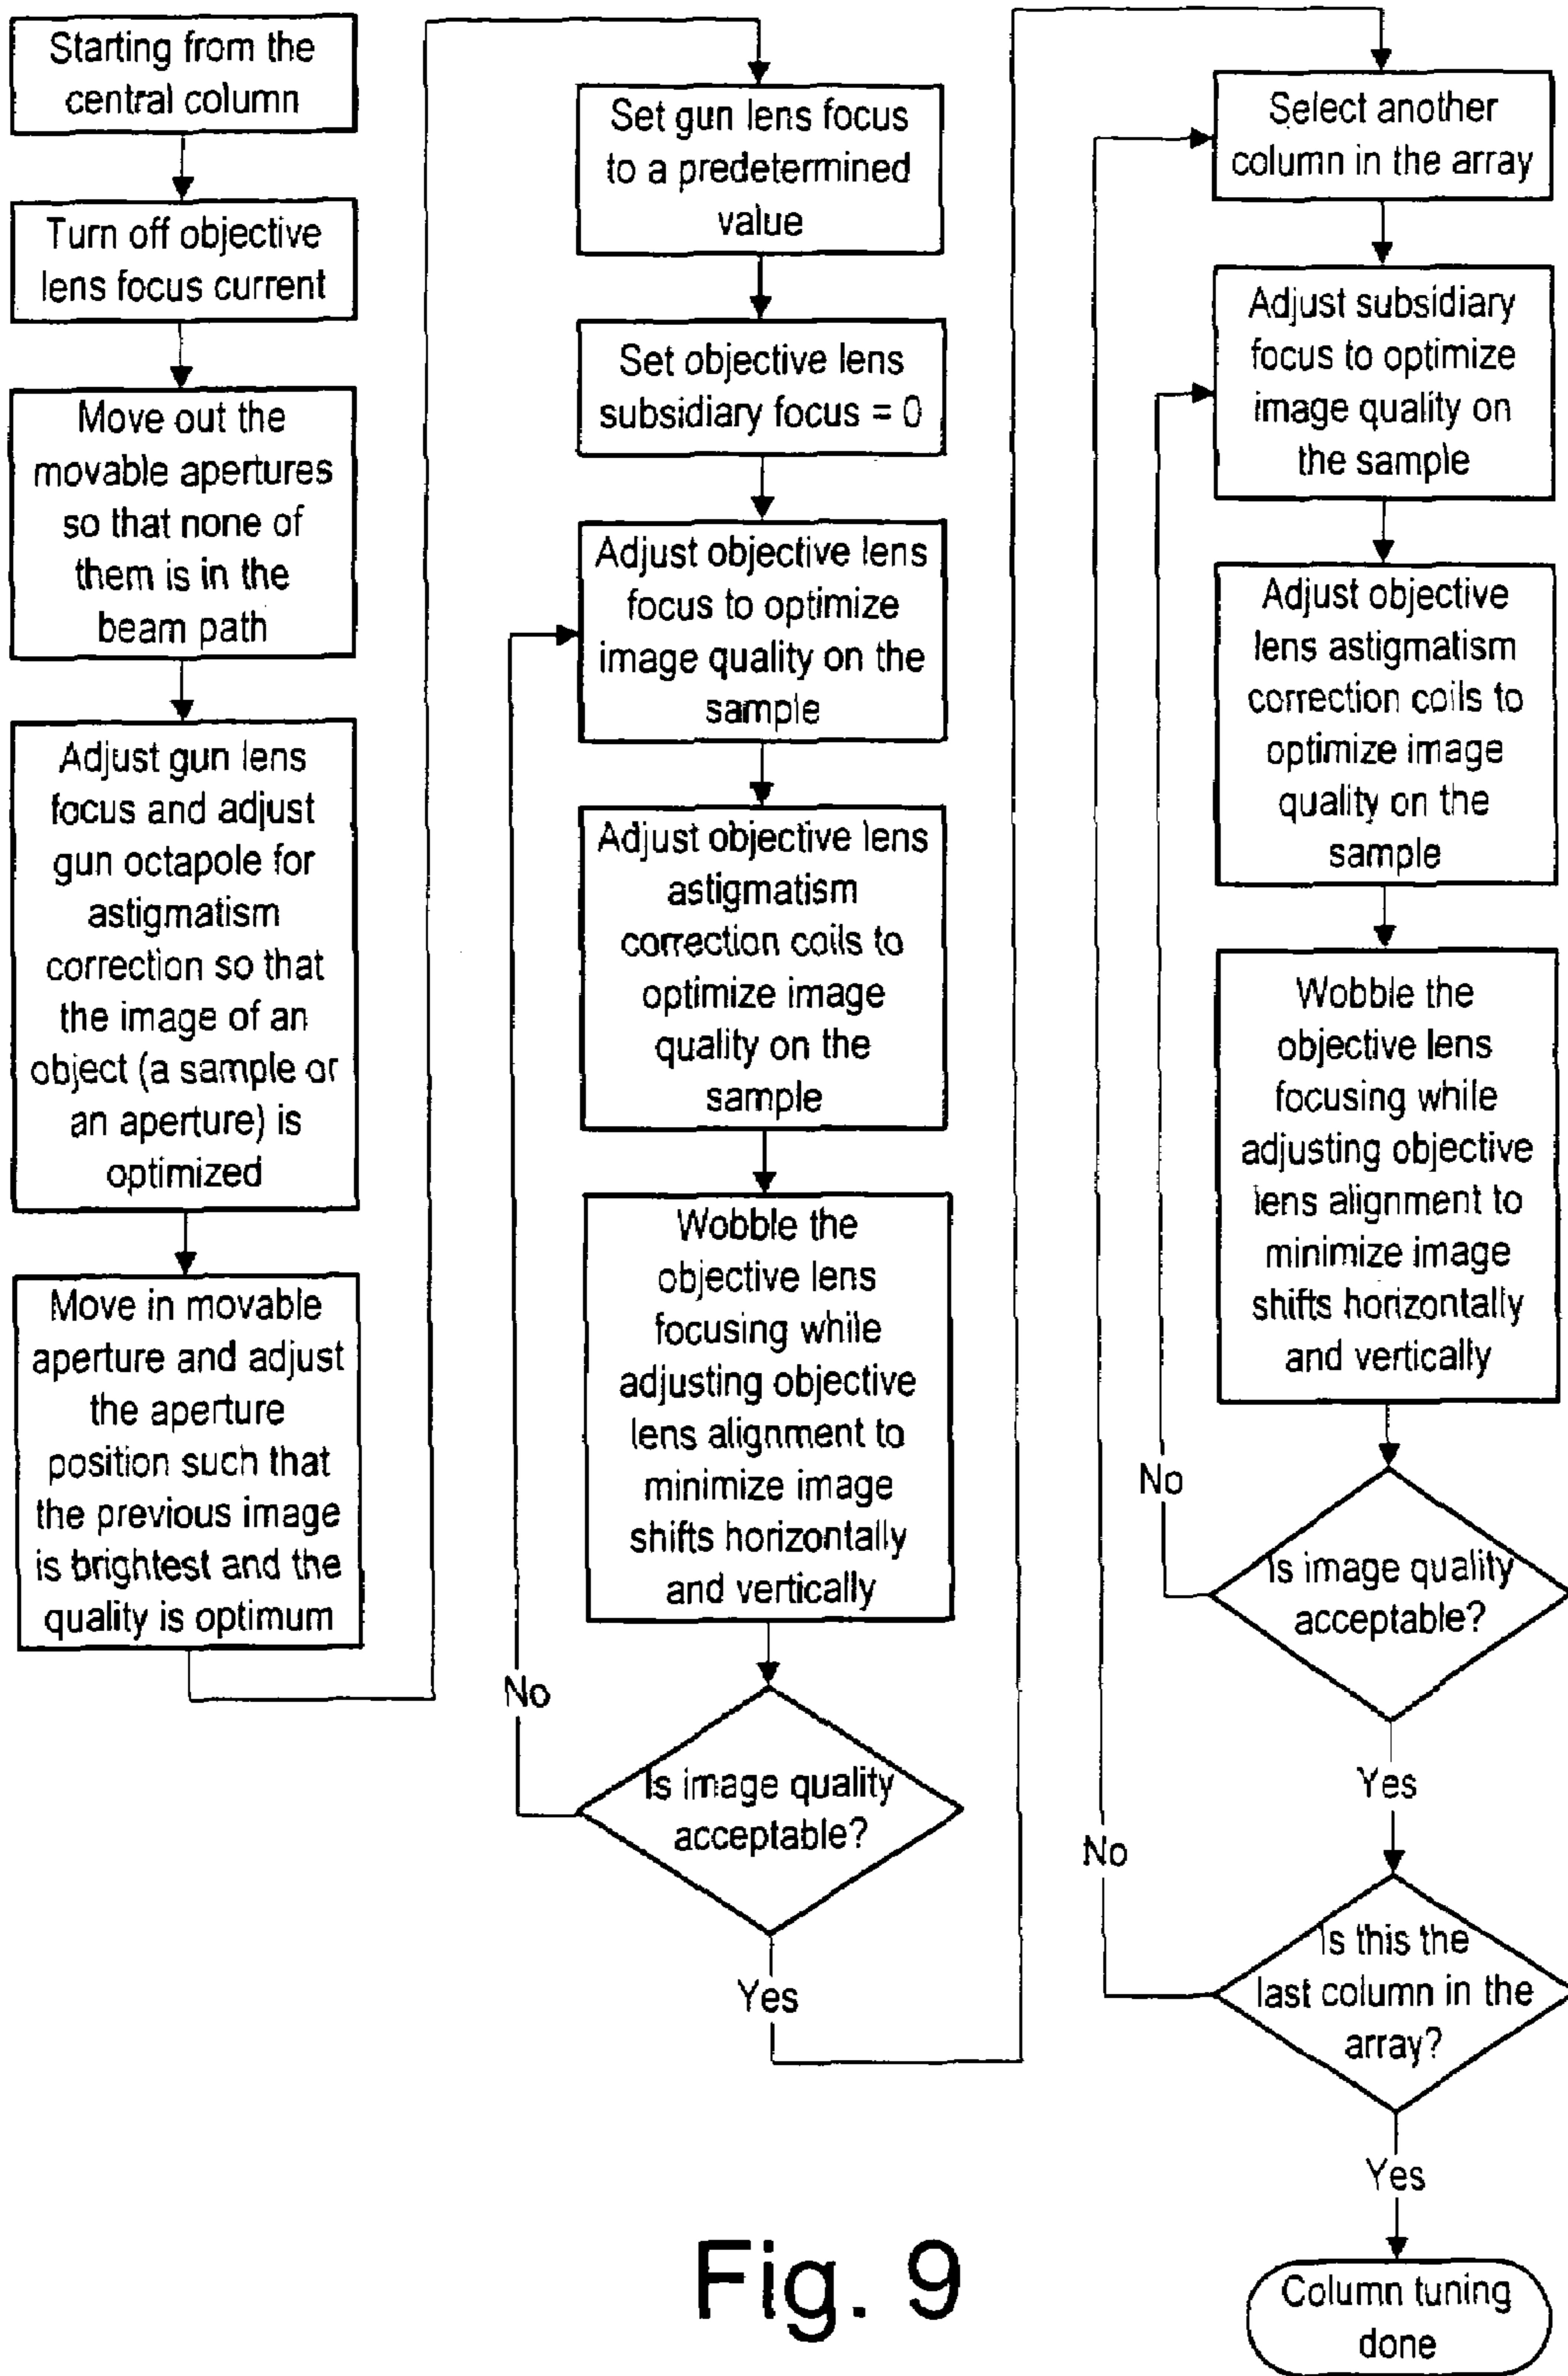 Starting from the
central column
Turn off objective
lens focus current
Move out the
movable apertures
so that none of
them is in the
beam path
Adjust gun lens
focus and adjust
gun octapole for
astigmatism
correction so that
the image of an
object (a sample or
an aperture) is
optimized
Move in movable
aperture and adjust
the aperture
position such that
the previous image
is brightest and the
quality is optimum
Set gun lens focus
to a predetermined
value
Set objective lens
subsidiary focus = 0
Adjust objective lens
focus to optimize
image quality on the
sample
Adjust objective lens
astigmatism
correction coils to
optimize image
quality on the
sample
Wobble the
objective lens
focusing while
adjusting objective
lens alignment to
minimize image
shifts horizontally
and vertically
No
Is image quality
acceptable?
Yes
Select another
column in the array
Adjust subsidiary
focus to optimize
image quality on
the sample
Adjust objective
lens astigmatism
correction coils to
optimize image
quality on the
sample
Wobble the
objective lens
focusing while
adjusting objective
lens alignment to
minimize image
shifts horizontally
and vertically
No
Is image quality
acceptable?
Yes
No
Is this the
last column in the
array?
Yes
Column tuning
done
Fig. 9